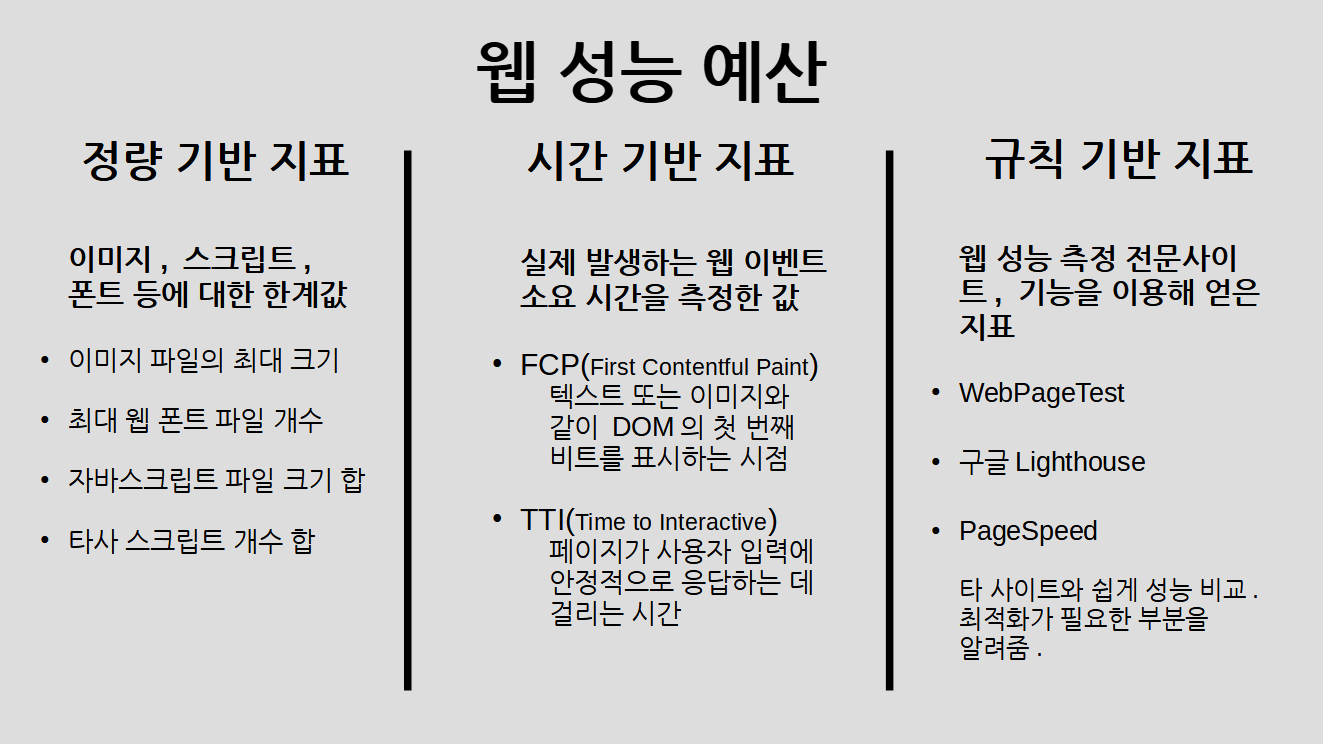 웹 성능 예산
정량 기반 지표
이미지, 스크립트,
폰트 등에 대한 한계값
• 이미지 파일의 최대 크기
• 최대 웹 폰트 파일 개수
• 자바스크립트 파일 크기 합
• 타사 스크립트 개수 합
시간 기반 지표
실제 발생하는 웹 이벤트
소요 시간을 측정한 값
• FCP(First Contentful Paint)
텍스트 또는 이미지와
같이 DOM의 첫 번째
비트를 표시하는 시점
• TTI(Time to Interactive)
페이지가 사용자 입력에
안정적으로 응답하는 데
걸리는 시간
규칙 기반 지표
웹 성능 측정 전문사이
트, 기능을 이용해 얻은
지표
• WebPageTest
• 구글 Lighthouse
• PageSpeed
타 사이트와 쉽게 성능 비교.
최적화가 필요한 부분을
알려줌.